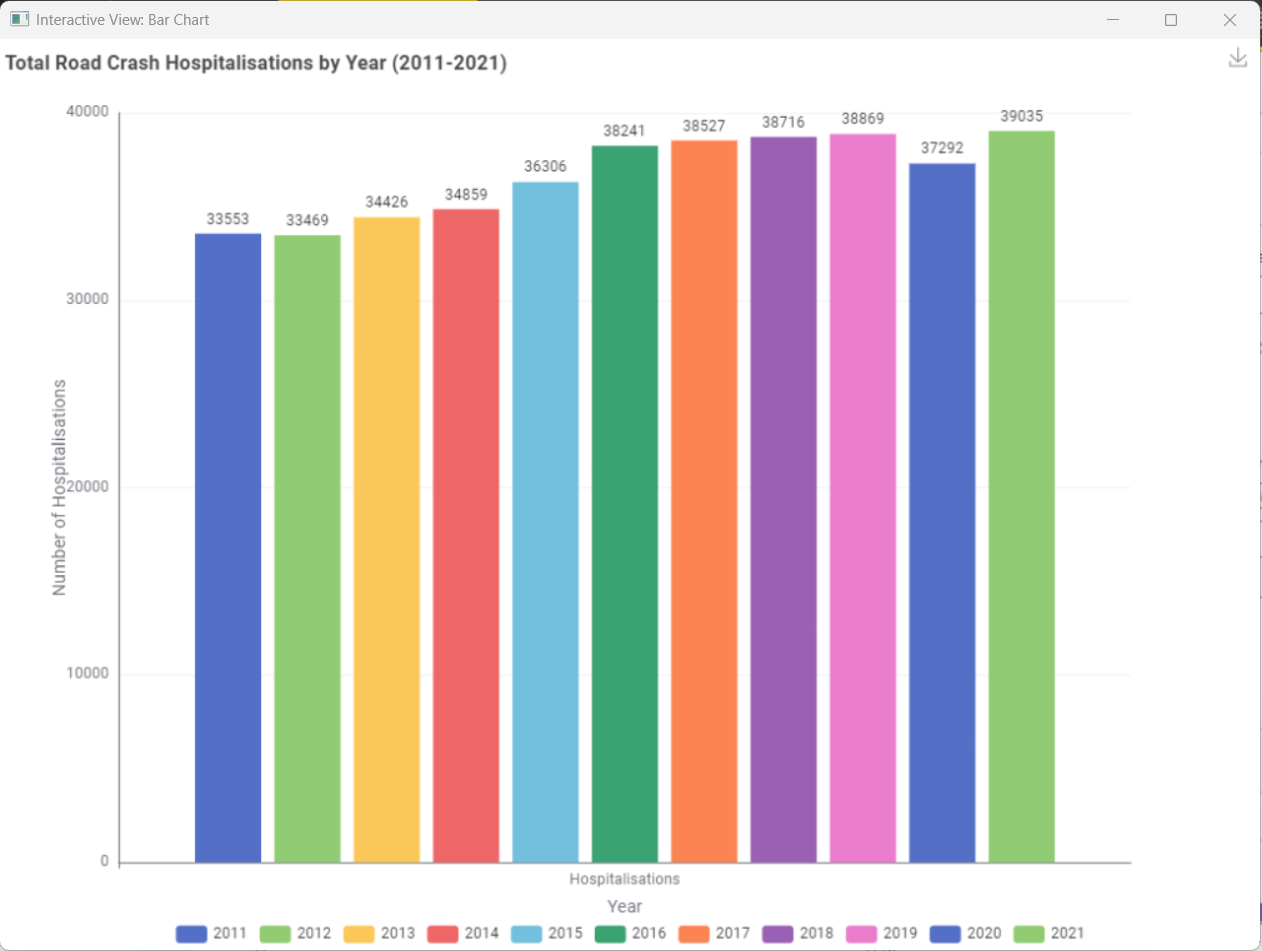 Interactive View: Bar Chart
Total Road Crash Hospitalisations by Year (2011-2021)
Number of Hospitalisations
40000
30000
20000
10000
0
33553
33469
34426
34859
36306
38241
38527
38716
38869
37292
39035
Hospitalisations
Year
2011 2012 2013 2014 2015 2016 2017 2018 2019 2020 2021